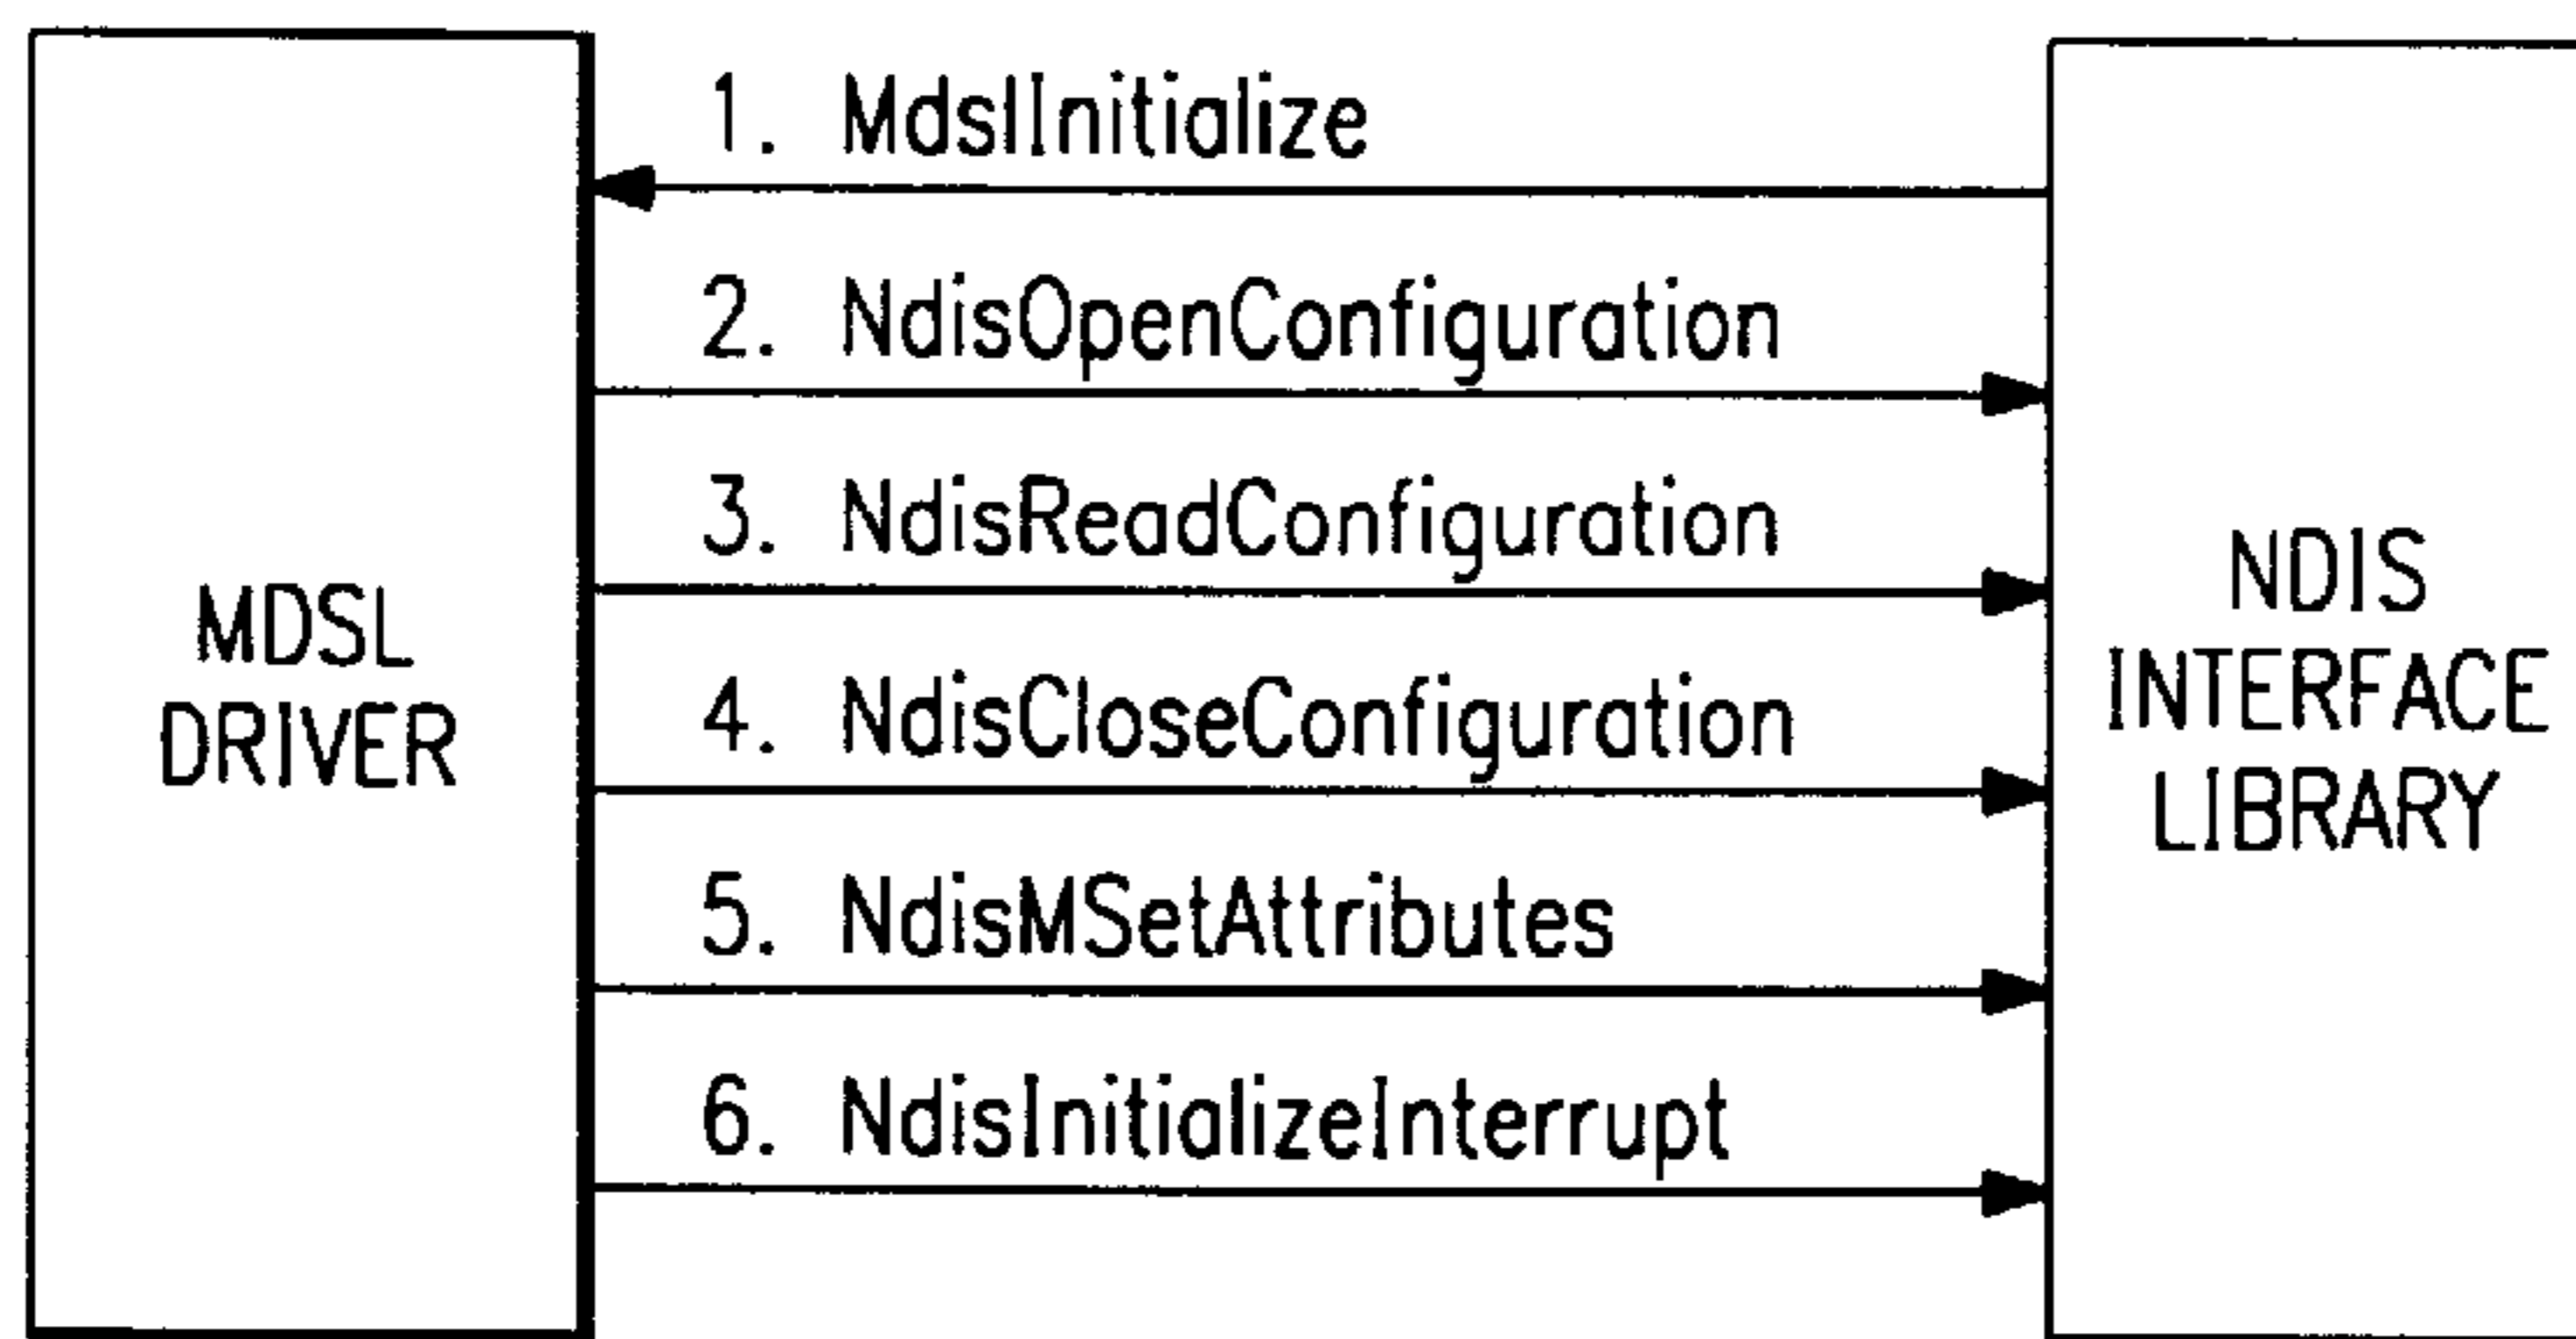 1. MdslInitialize
2. NdisOpenConfiguration
3. NdisReadConfiguration
4. NdisCloseConfiguration
5. NdisMSetAttributes
6. NdisInitializeInterrupt
MDSL
DRIVER
NDIS
INTERFACE
LIBRARY